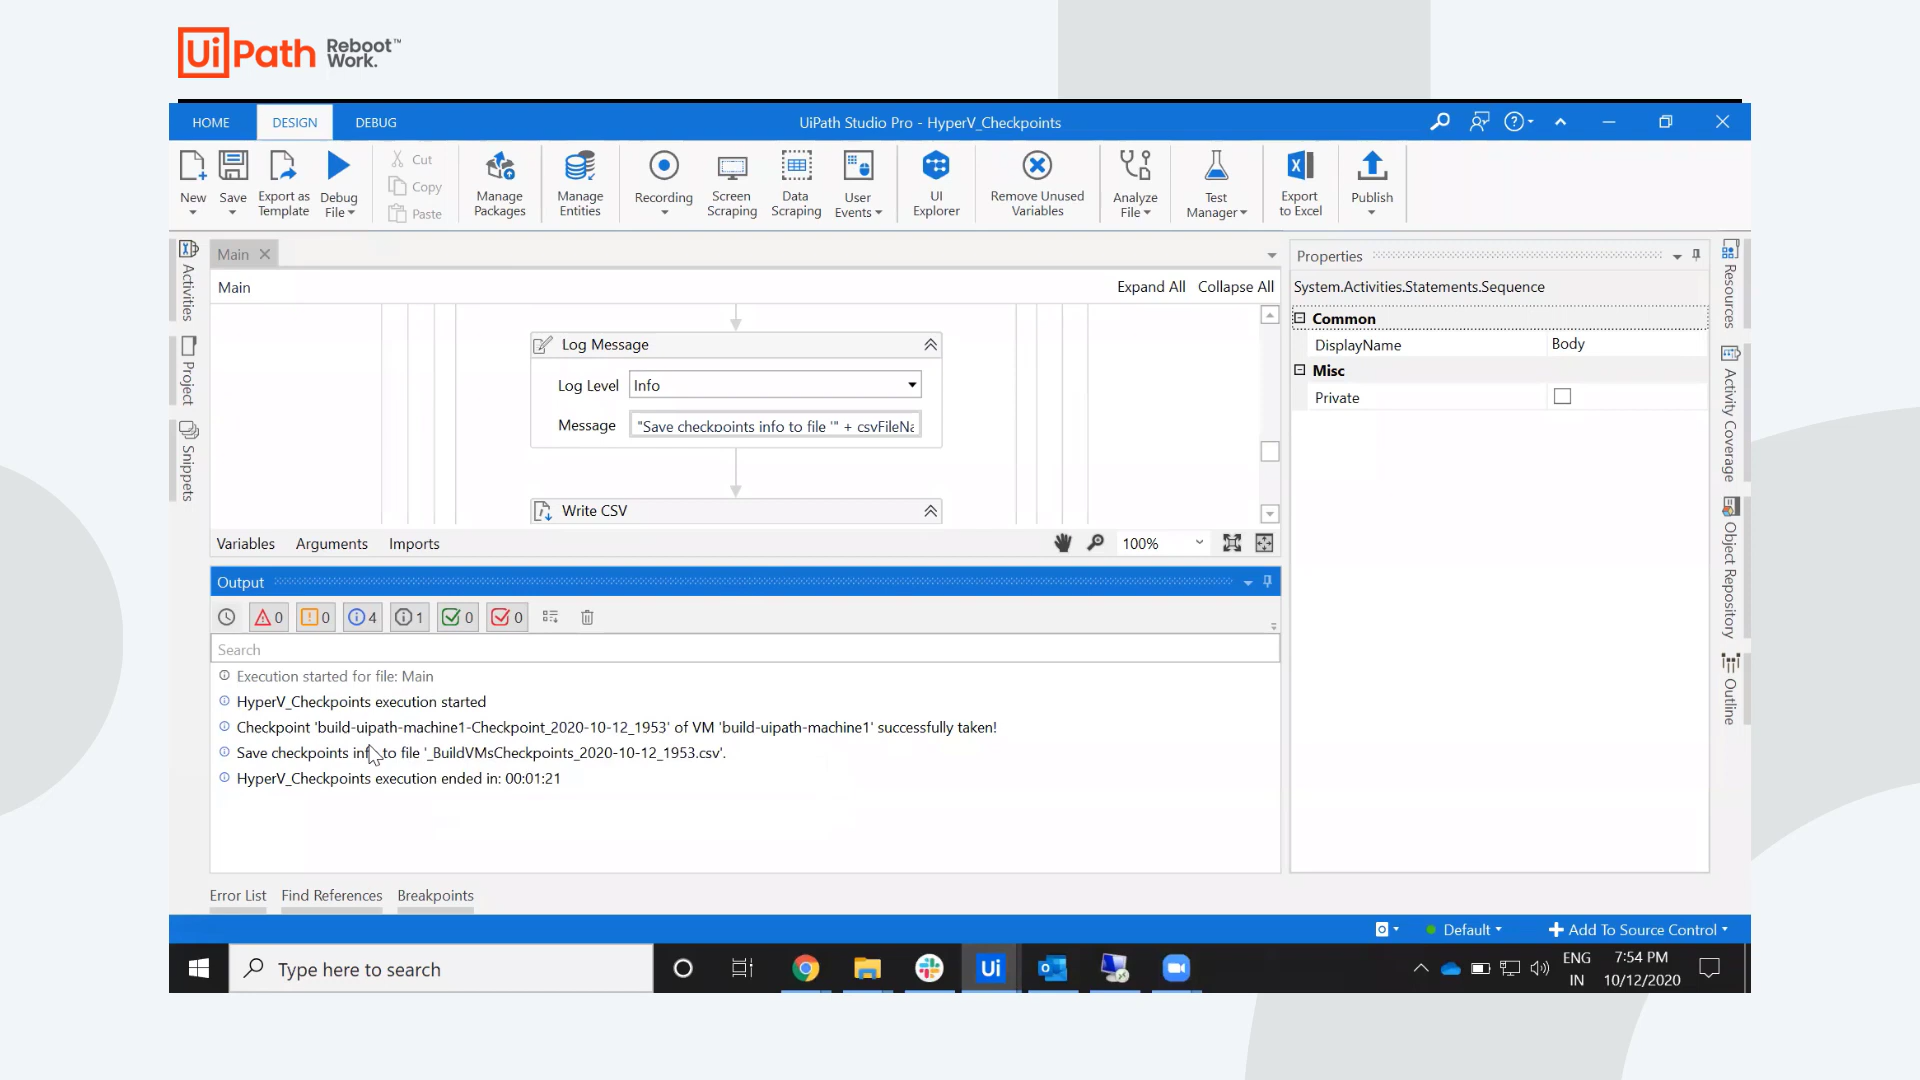 UiPath Reboot Work.™
HOME DESIGN DEBUG UiPath Studio Pro - HyperV_Checkpoints
New Save Export as Template Debug File Cut Copy Paste Manage Packages Manage Entities Recording Screen Scraping Data Scraping User Events UI Explorer Remove Unused Variables Analyze File Test Manager Export to Excel Publish
Activities
Project
Snippets
Main
Main Expand All Collapse All
Log Message
Log Level Info
Message "Save checkpoints info to file '" + csvFileNa
Write CSV
Variables Arguments Imports 100%
Output
0 0 4 1 0 0
Search
Execution started for file: Main
HyperV_Checkpoints execution started
Checkpoint 'build-uipath-machine1-Checkpoint_2020-10-12_1953' of VM 'build-uipath-machine1' successfully taken!
Save checkpoints info to file '_BuildVMsCheckpoints_2020-10-12_1953.csv'.
HyperV_Checkpoints execution ended in: 00:01:21
Error List Find References Breakpoints
Properties
System.Activities.Statements.Sequence
Common
DisplayName Body
Misc
Private
Resources
Activity Coverage
Object Repository
Outline
Default Add To Source Control
Type here to search
Ui
ENG IN
7:54 PM
10/12/2020